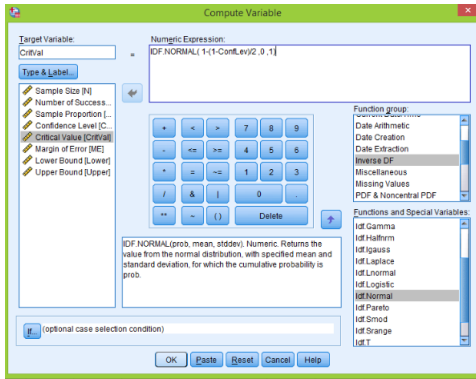 Compute Variable
Target Variable:
CritVal
Type & Label...
Sample Size [N]
Number of Success...
Sample Proportion [...
Confidence Level [C...
Critical Value [CritVal]
Margin of Error [ME]
Lower Bound [Lower]
Upper Bound [Upper]
=
Numeric Expression:
IDF.NORMAL( 1-(1-ConfLev)/2 ,0 ,1)
+ < > 7 8 9
- <= >= 4 5 6
* = ~= 1 2 3
/ & | 0 .
** ~ ( ) Delete
IDF.NORMAL(prob, mean, stddev). Numeric. Returns the
value from the normal distribution, with specified mean and
standard deviation, for which the cumulative probability is
prob.
Function group:
Date Arithmetic
Date Creation
Date Extraction
Inverse DF
Miscellaneous
Missing Values
PDF & Noncentral PDF
Functions and Special Variables:
Idf.Gamma
Idf.Halfnrm
Idf.Igauss
Idf.Laplace
Idf.Lnormal
Idf.Logistic
Idf.Normal
Idf.Pareto
Idf.Smod
Idf.Srange
Idf.T
If... (optional case selection condition)
OK Paste Reset Cancel Help